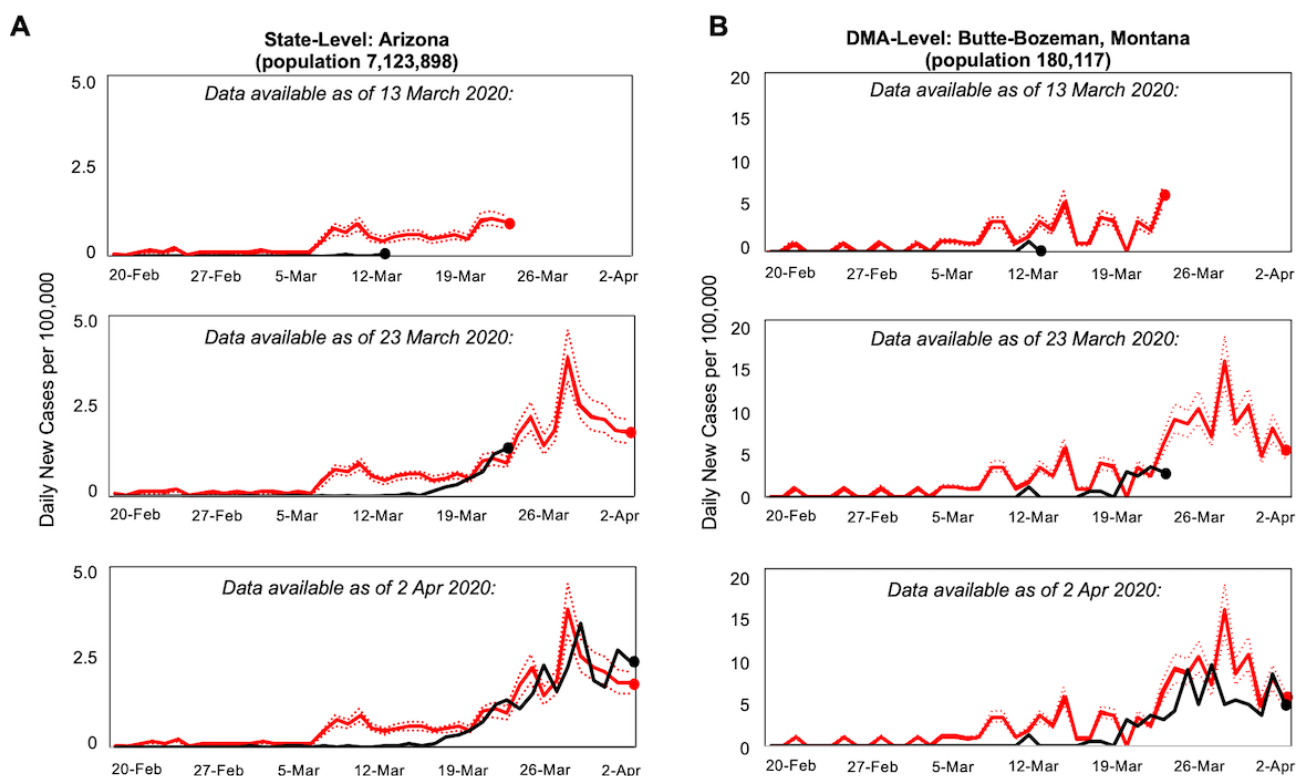 A
State-Level: Arizona
(population 7,123,898)
Daily New Cases per 100,000
5.0
2.5
0
Data available as of 13 March 2020:
20-Feb 27-Feb 5-Mar 12-Mar 19-Mar 26-Mar 2-Apr
5.0
2.5
0
Data available as of 23 March 2020:
20-Feb 27-Feb 5-Mar 12-Mar 19-Mar 26-Mar 2-Apr
5.0
2.5
0
Data available as of 2 Apr 2020:
20-Feb 27-Feb 5-Mar 12-Mar 19-Mar 26-Mar 2-Apr
B
DMA-Level: Butte-Bozeman, Montana
(population 180,117)
Daily New Cases per 100,000
20
15
10
5
0
Data available as of 13 March 2020:
20-Feb 27-Feb 5-Mar 12-Mar 19-Mar 26-Mar 2-Apr
20
15
10
5
0
Data available as of 23 March 2020:
20-Feb 27-Feb 5-Mar 12-Mar 19-Mar 26-Mar 2-Apr
20
15
10
5
0
Data available as of 2 Apr 2020:
20-Feb 27-Feb 5-Mar 12-Mar 19-Mar 26-Mar 2-Apr